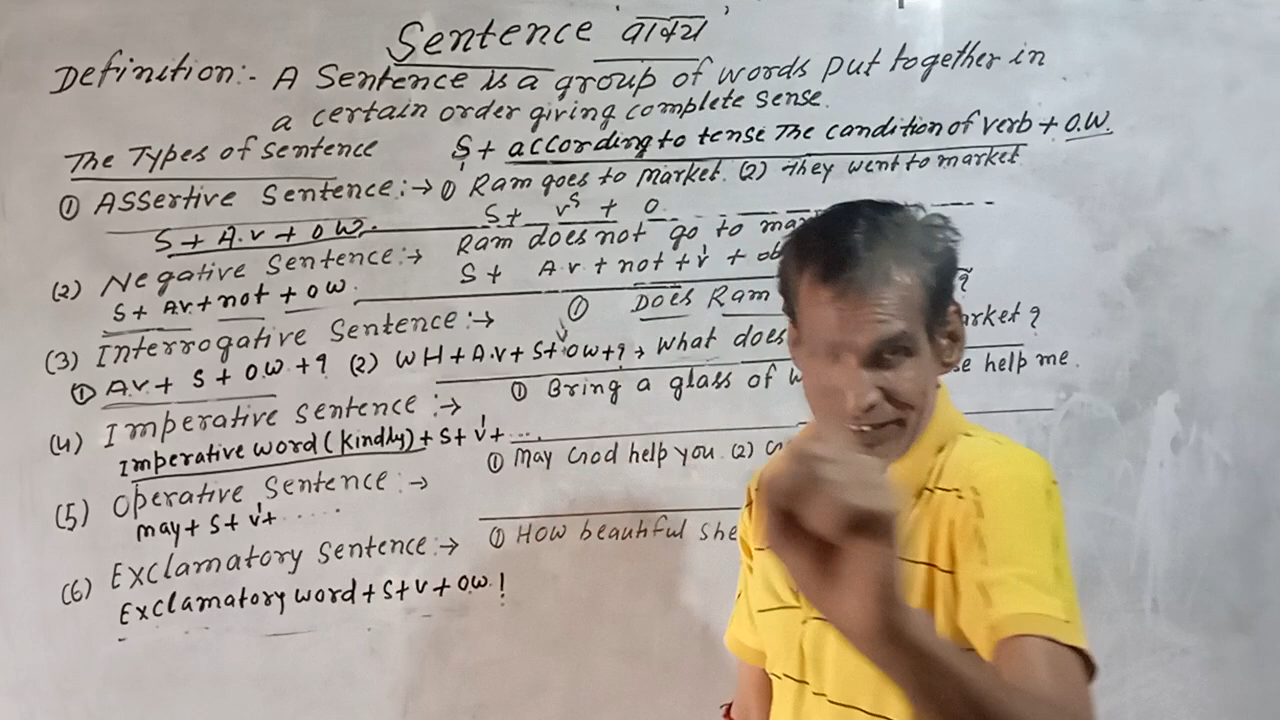 Sentence 'वाक्य'
Definition:- A Sentence is a group of words put together in
a certain order giving complete sense.
The Types of Sentence S + according to tense The condition of verb + O.W.
① Assertive Sentence:→ ① Ram goes to market. (2) They went to market
S + A.V + O W. S + V^s + O.
(2) Negative Sentence:→ Ram does not go to
S + AV + not + O W. S + A.V + not + V¹ +
(3) Interrogative Sentence:→ ① Does Ram ?
① A.V + S + O.W + ? (2) WH + A.V + S + V + OW + ? → What does ?
(4) Imperative Sentence:→ ① Bring a glass of help me.
Imperative word (kindly) + S + V¹ + ....
(5) Operative Sentence:→ ① May God help you (2)
may + S + V¹ + .....
(6) Exclamatory Sentence:→ ① How beautiful she
Exclamatory word + S + V + O.W. !